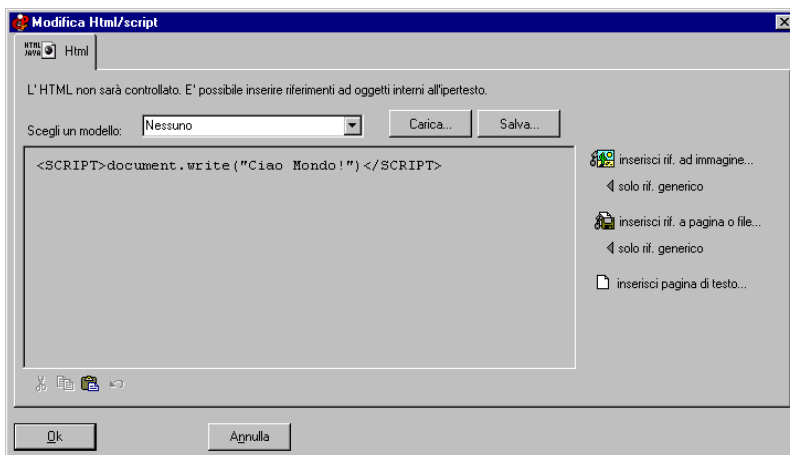 Modifica Html/script
HTML JAVA Html
L' HTML non sarà controllato. E' possibile inserire riferimenti ad oggetti interni all'ipertesto.
Scegli un modello: Nessuno Carica... Salva...
<SCRIPT>document.write("Ciao Mondo!")</SCRIPT>
inserisci rif. ad immagine...
solo rif. generico
inserisci rif. a pagina o file...
solo rif. generico
inserisci pagina di testo...
Ok Annulla